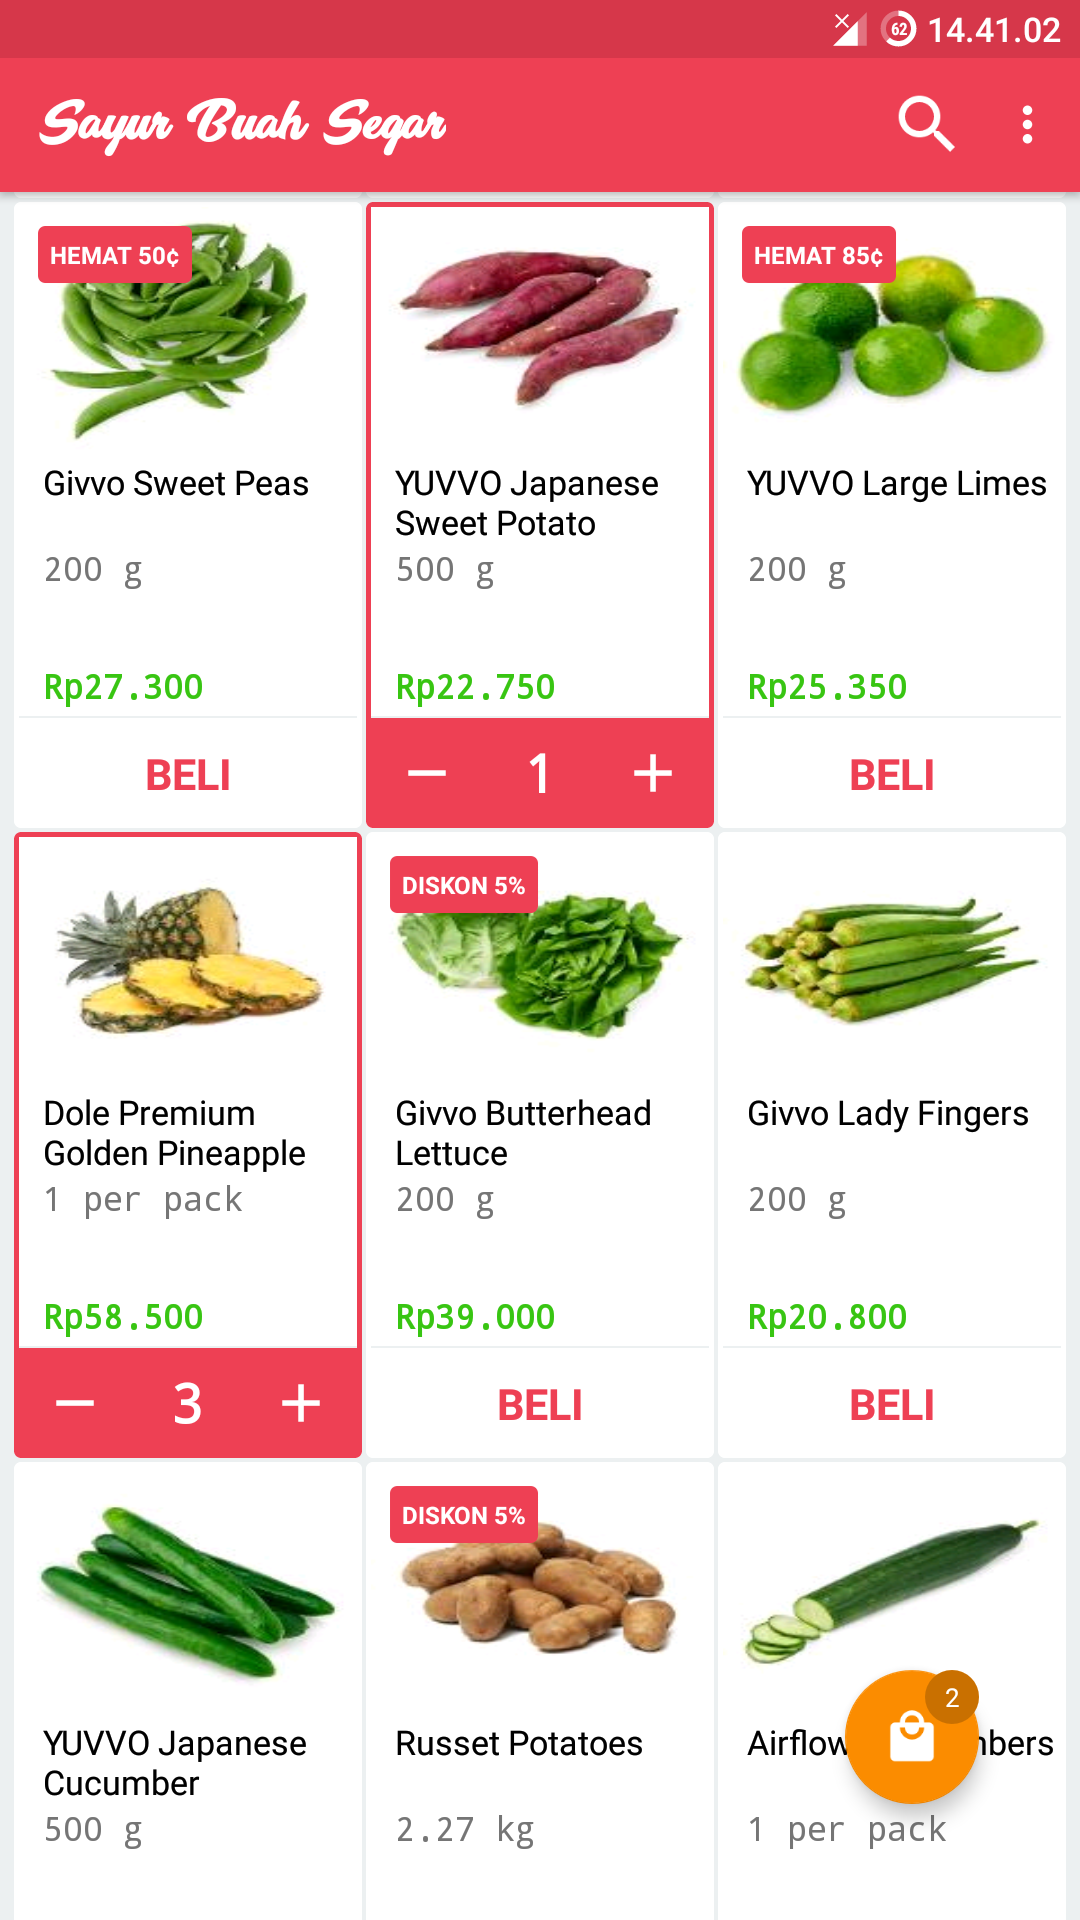 62 14.41.02
Sayur Buah Segar
HEMAT 50¢
HEMAT 85¢
Givvo Sweet Peas
YUVVO Japanese
Sweet Potato
YUVVO Large Limes
200 g
500 g
200 g
Rp27.300
Rp22.750
Rp25.350
BELI
1
BELI
DISKON 5%
Dole Premium
Golden Pineapple
Givvo Butterhead
Lettuce
Givvo Lady Fingers
1 per pack
200 g
200 g
Rp58.500
Rp39.000
Rp20.800
3
BELI
BELI
DISKON 5%
2
YUVVO Japanese
Cucumber
Russet Potatoes
500 g
2.27 kg
1 per pack